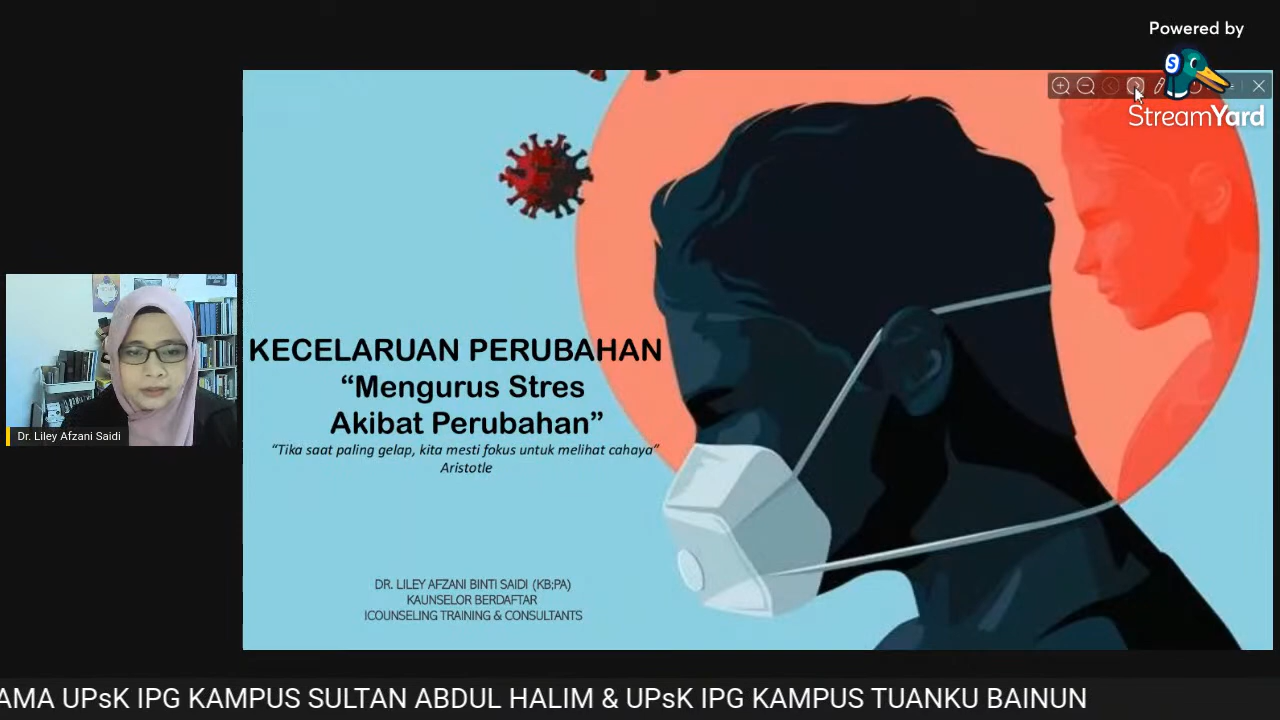 Powered by
StreamYard
KECELARUAN PERUBAHAN
“Mengurus Stres
Akibat Perubahan”
“Tika saat paling gelap, kita mesti fokus untuk melihat cahaya”
Aristotle
Dr. Liley Afzani Saidi
DR. LILEY AFZANI BINTI SAIDI (KB;PA)
KAUNSELOR BERDAFTAR
ICOUNSELING TRAINING & CONSULTANTS
AMA UPsK IPG KAMPUS SULTAN ABDUL HALIM & UPsK IPG KAMPUS TUANKU BAINUN